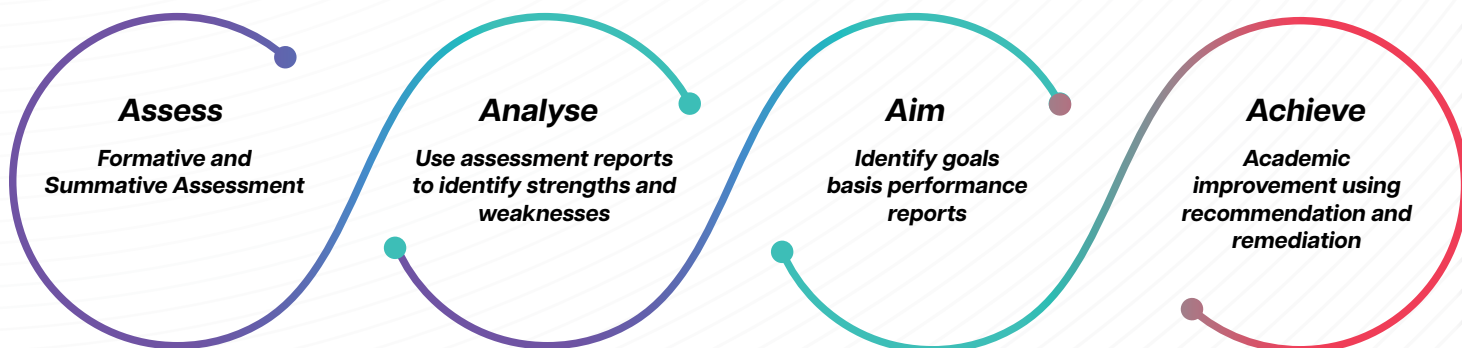 Assess
Formative and
Summative Assessment
Analyse
Use assessment reports
to identify strengths and
weaknesses
Aim
Identify goals
basis performance
reports
Achieve
Academic
improvement using
recommendation and
remediation